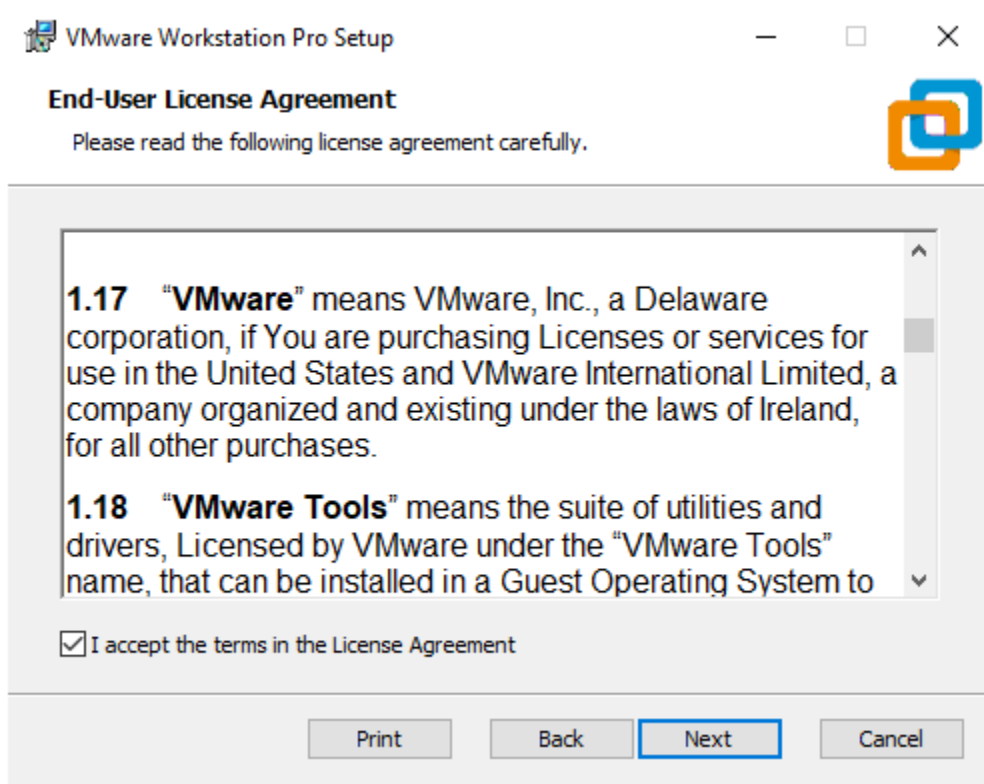 VMware Workstation Pro Setup
End-User License Agreement
Please read the following license agreement carefully.
1.17 “VMware” means VMware, Inc., a Delaware
corporation, if You are purchasing Licenses or services for
use in the United States and VMware International Limited, a
company organized and existing under the laws of Ireland,
for all other purchases.
1.18 “VMware Tools” means the suite of utilities and
drivers, Licensed by VMware under the “VMware Tools”
name, that can be installed in a Guest Operating System to
I accept the terms in the License Agreement
Print Back Next Cancel